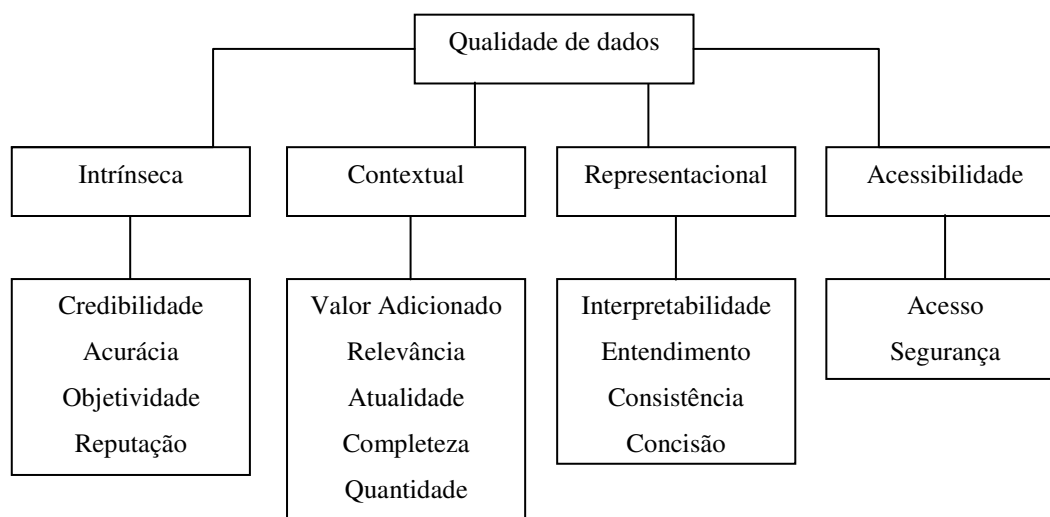 Qualidade de dados
Intrínseca
Contextual
Representacional
Acessibilidade
Credibilidade
Acurácia
Objetividade
Reputação
Valor Adicionado
Relevância
Atualidade
Completeza
Quantidade
Interpretabilidade
Entendimento
Consistência
Concisão
Acesso
Segurança